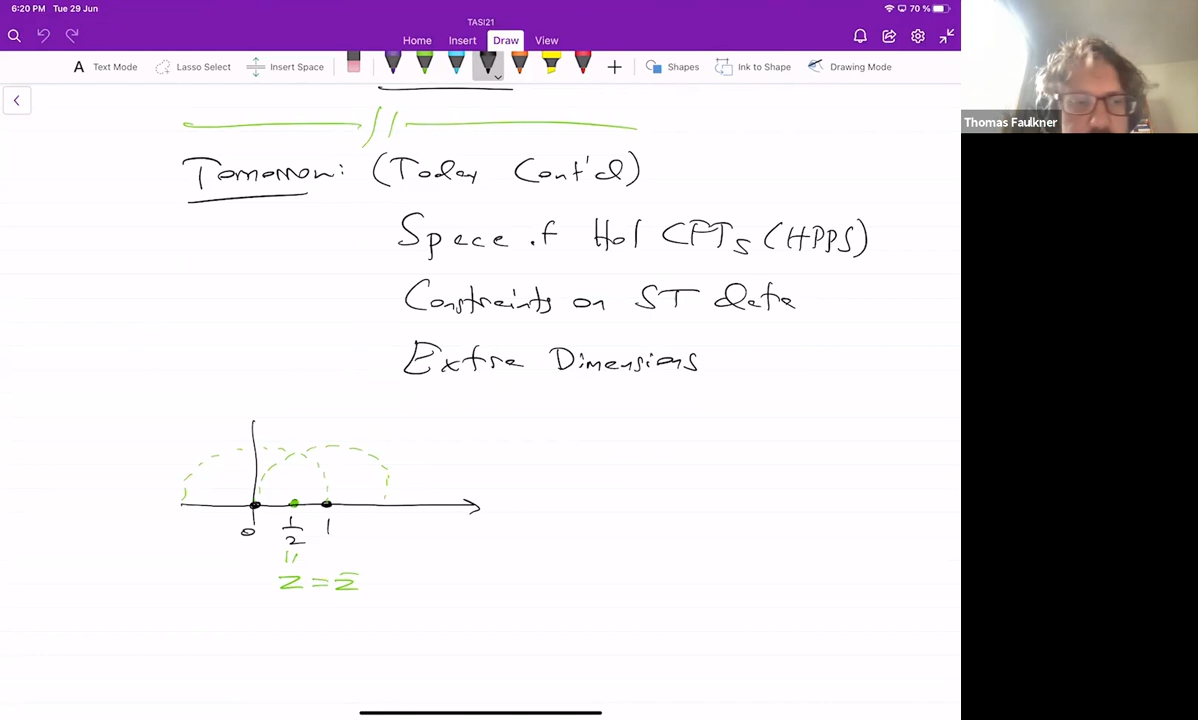 6:20 PM Tue 29 Jun
70 %
TASI21
Home Insert Draw View
A Text Mode Lasso Select Insert Space Shapes Ink to Shape Drawing Mode
Thomas Faulkner
Tomorrow: (Today Cont'd)
Space of Hol CFTs (HPPS)
Constraints on ST data
Extra Dimensions
0 1/2 1
"
z = z̄